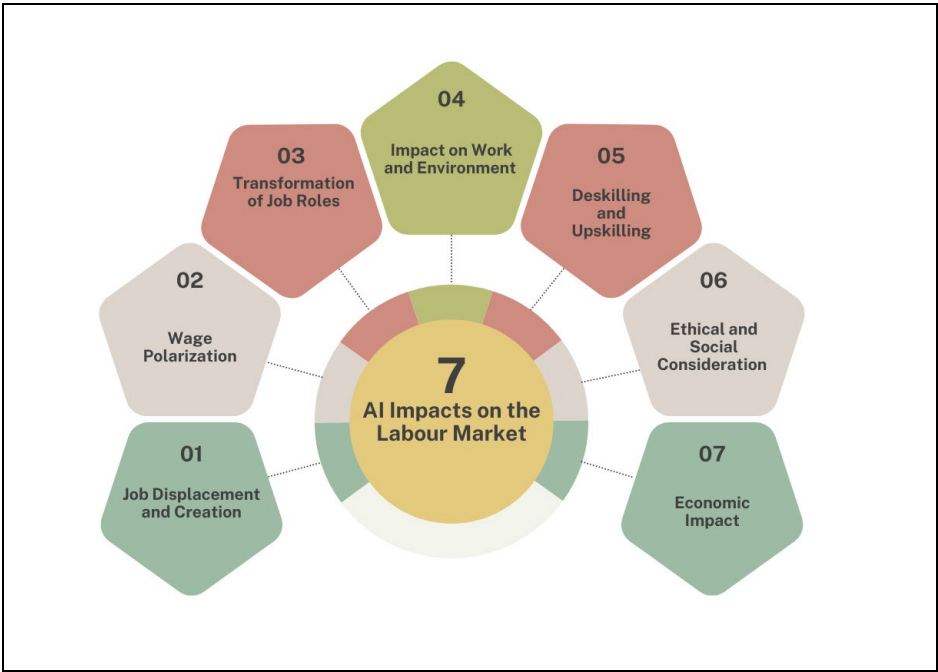 04
Impact on Work
and Environment
03
Transformation
of Job Roles
05
Deskilling
and
Upskilling
02
Wage
Polarization
06
Ethical and
Social
Consideration
7
AI Impacts on the
Labour Market
01
Job Displacement
and Creation
07
Economic
Impact